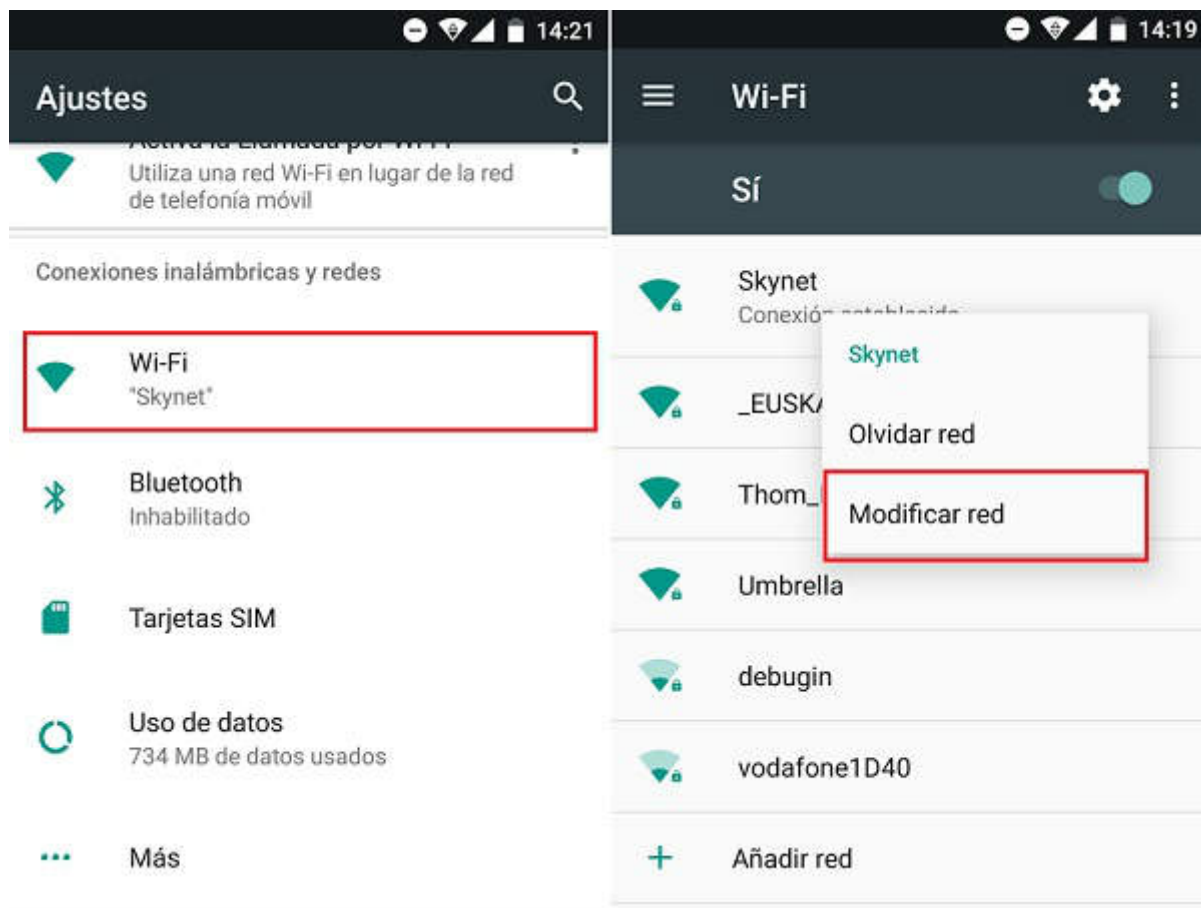 14:21
Ajustes
Utiliza una red Wi-Fi en lugar de la red
de telefonía móvil
Conexiones inalámbricas y redes
Wi-Fi
"Skynet"
Bluetooth
Inhabilitado
Tarjetas SIM
Uso de datos
734 MB de datos usados
Más
14:19
Wi-Fi
Sí
Skynet
Skynet
Olvidar red
_EUSKA
Modificar red
Thom_
Umbrella
debugin
vodafone1D40
Añadir red